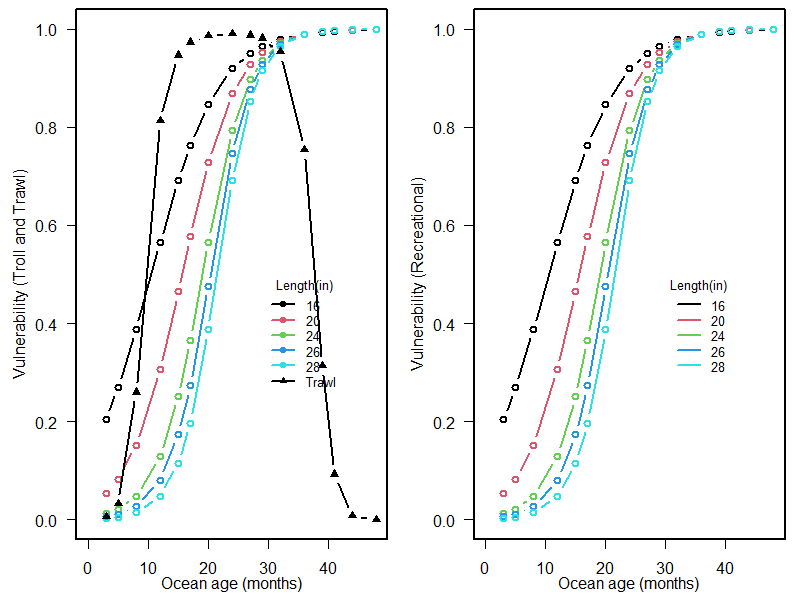 Vulnerability (Troll and Trawl)
1.0
0.8
0.6
0.4
0.2
0.0
Length(in)
16
20
24
26
28
Trawl
0 10 20 30 40
Ocean age (months)
Vulnerability (Recreational)
1.0
0.8
0.6
0.4
0.2
0.0
Length(in)
16
20
24
26
28
0 10 20 30 40
Ocean age (months)